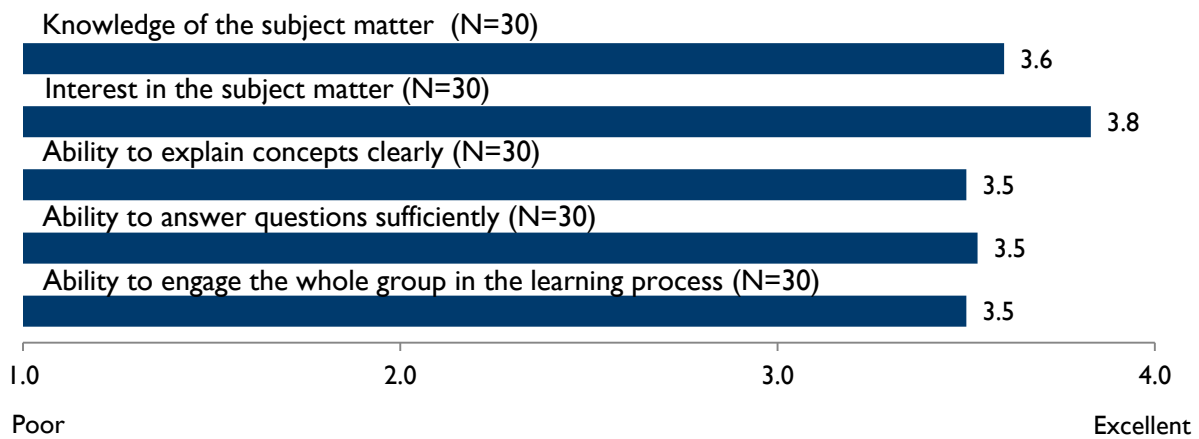 Knowledge of the subject matter (N=30)
3.6
Interest in the subject matter (N=30)
3.8
Ability to explain concepts clearly (N=30)
3.5
Ability to answer questions sufficiently (N=30)
3.5
Ability to engage the whole group in the learning process (N=30)
3.5
1.0 2.0 3.0 4.0
Poor Excellent